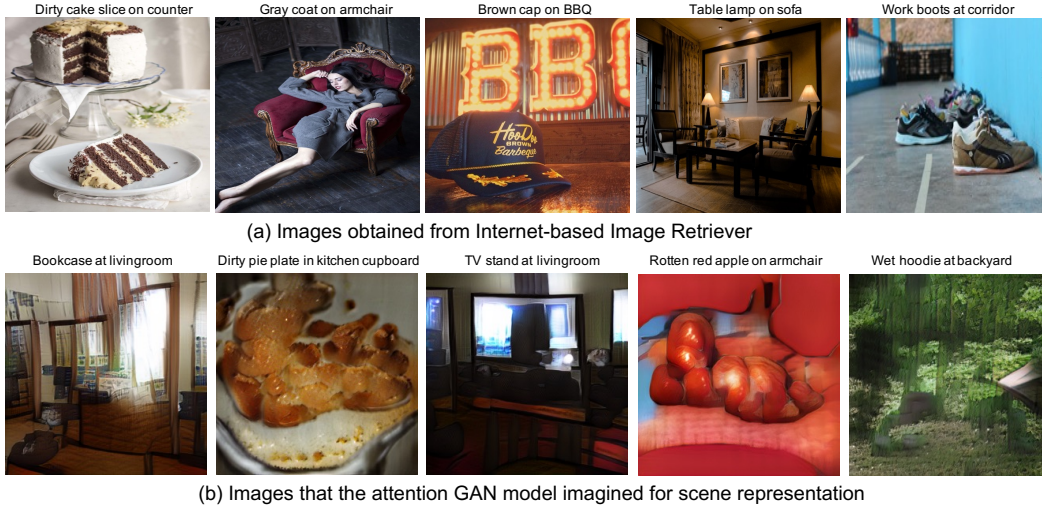 Dirty cake slice on counter
Gray coat on armchair
Brown cap on BBQ
Table lamp on sofa
Work boots at corridor
BBQ
HooDoo
BROWN
Barbeque
(a) Images obtained from Internet-based Image Retriever
Bookcase at livingroom
Dirty pie plate in kitchen cupboard
TV stand at livingroom
Rotten red apple on armchair
Wet hoodie at backyard
(b) Images that the attention GAN model imagined for scene representation